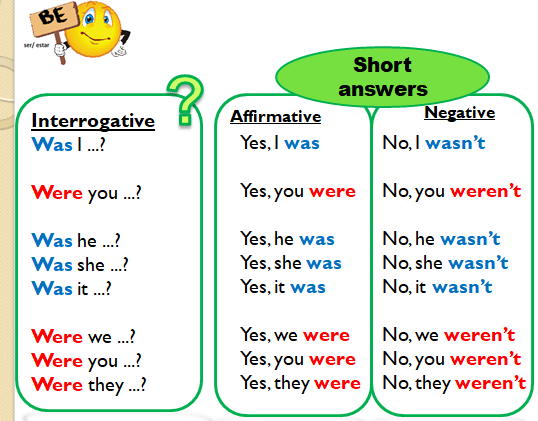 BE
ser/ estar
Short
answers
?
Interrogative
Was I ...?
Were you ...?
Was he ...?
Was she ...?
Was it ...?
Were we ...?
Were you ...?
Were they ...?
Affirmative
Yes, I was
Yes, you were
Yes, he was
Yes, she was
Yes, it was
Yes, we were
Yes, you were
Yes, they were
Negative
No, I wasn't
No, you weren't
No, he wasn't
No, she wasn't
No, it wasn't
No, we weren't
No, you weren't
No, they weren't